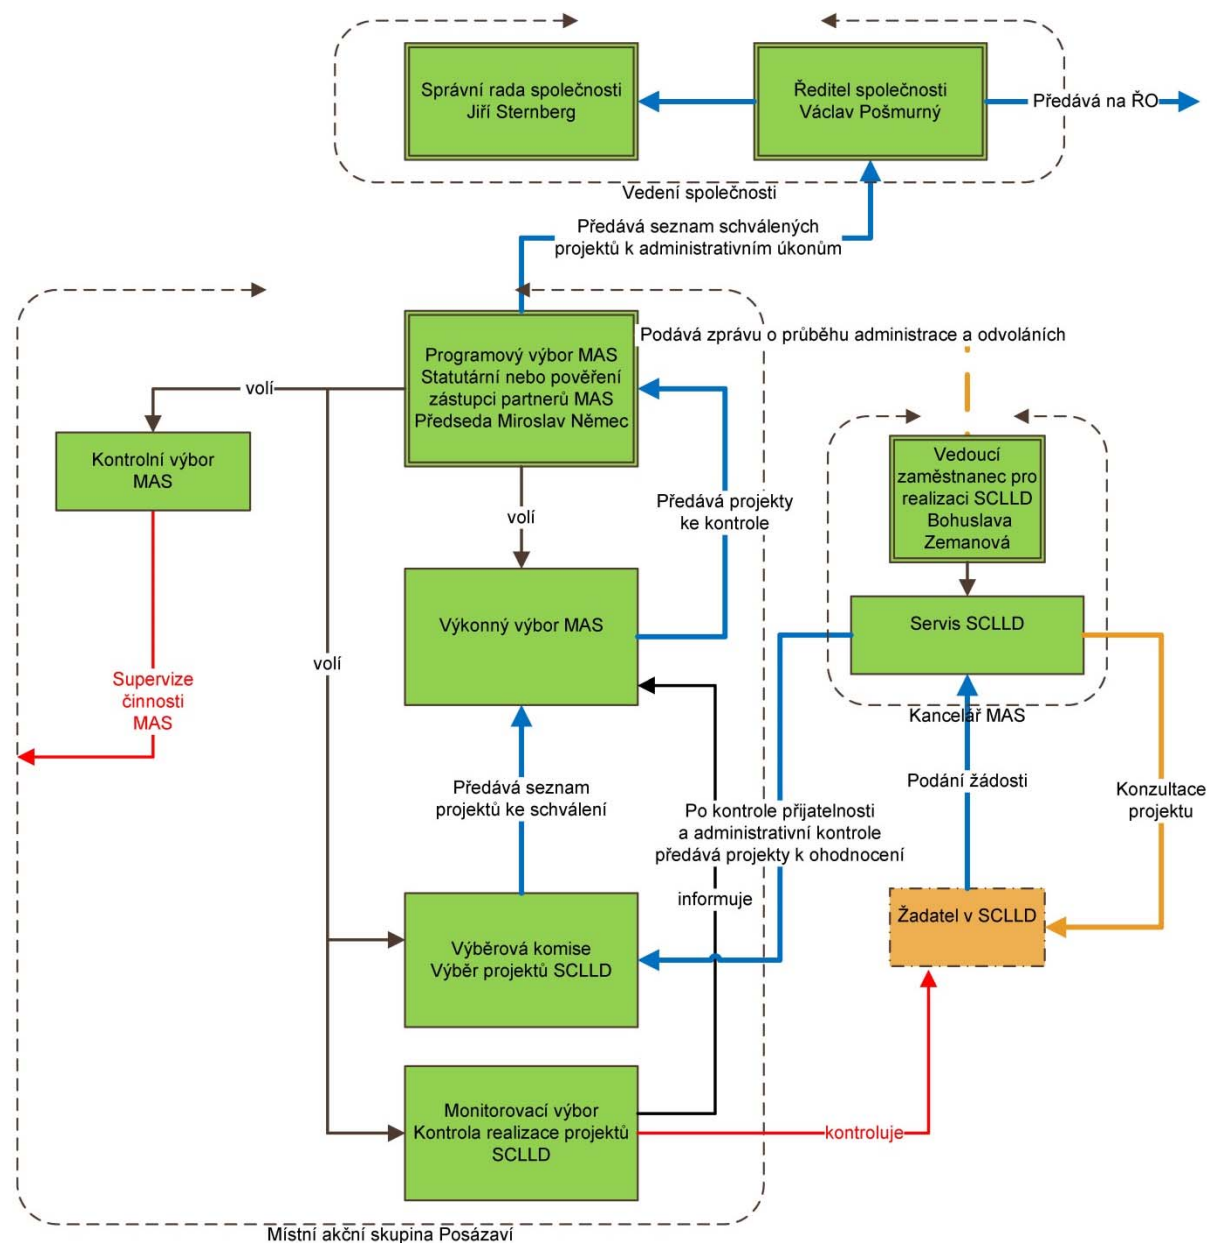 Správní rada společnosti
Jiří Sternberg
Ředitel společnosti
Václav Pošmurný
Předává na ŘO
Vedení společnosti
Předává seznam schválených
projektů k administrativním úkonům
Podává zprávu o průběhu administrace a odvoláních
Programový výbor MAS
Statutární nebo pověření
zástupci partnerů MAS
Předseda Miroslav Němec
volí
Kontrolní výbor
MAS
Vedoucí
zaměstnanec pro
realizaci SCLLD
Bohuslava
Zemanová
Předává projekty
ke kontrole
volí
Výkonný výbor MAS
Servis SCLLD
volí
Supervize
činnosti
MAS
Kancelář MAS
Předává seznam
projektů ke schválení
Po kontrole přijatelnosti
a administrativní kontrole
předává projekty k ohodnocení
Podání žádosti
Konzultace
projektu
informuje
Žadatel v SCLLD
Výběrová komise
Výběr projektů SCLLD
Monitorovací výbor
Kontrola realizace projektů
SCLLD
kontroluje
Místní akční skupina Posázaví